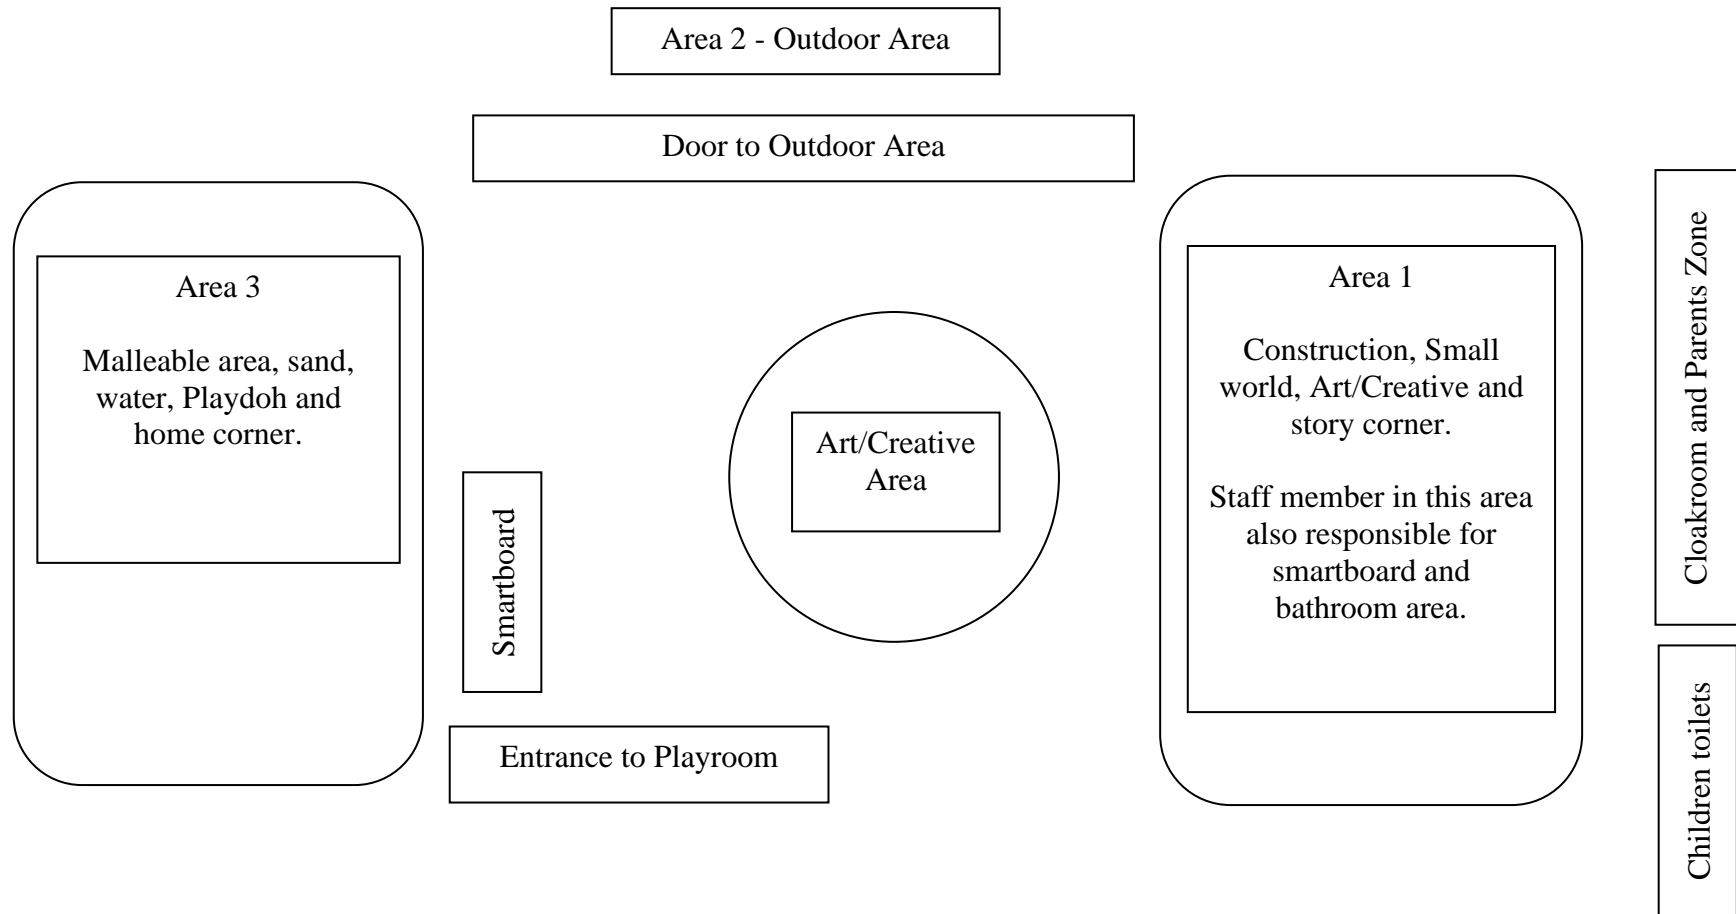 Area 2 - Outdoor Area
Door to Outdoor Area
Area 3
Malleable area, sand,
water, Playdoh and
home corner.
Smartboard
Entrance to Playroom
Art/Creative
Area
Area 1
Construction, Small
world, Art/Creative and
story corner.
Staff member in this area
also responsible for
smartboard and
bathroom area.
Cloakroom and Parents Zone
Children toilets